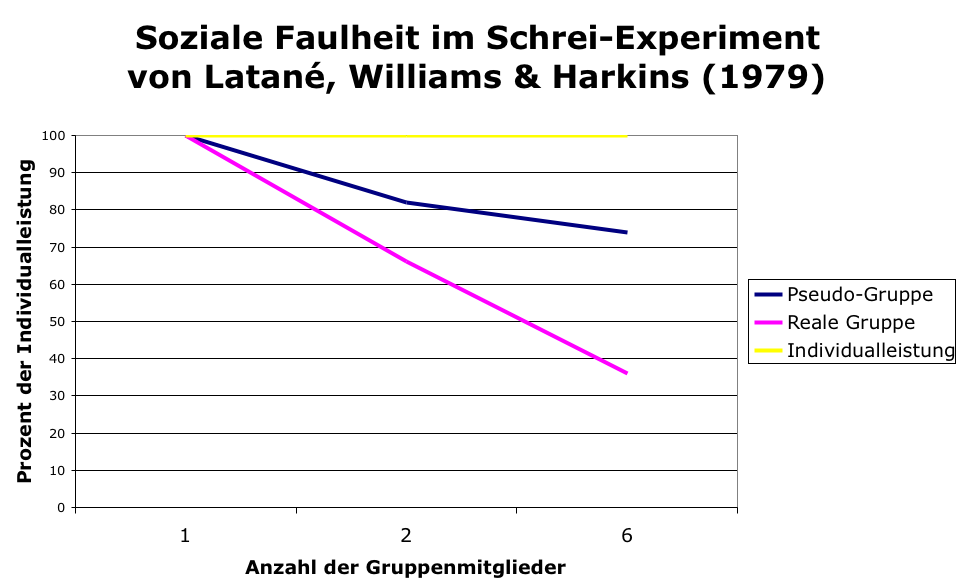 Soziale Faulheit im Schrei-Experiment
von Latané, Williams & Harkins (1979)
Prozent der Individualleistung
100
90
80
70
60
50
40
30
20
10
0
1 2 6
Anzahl der Gruppenmitglieder
Pseudo-Gruppe
Reale Gruppe
Individualleistung